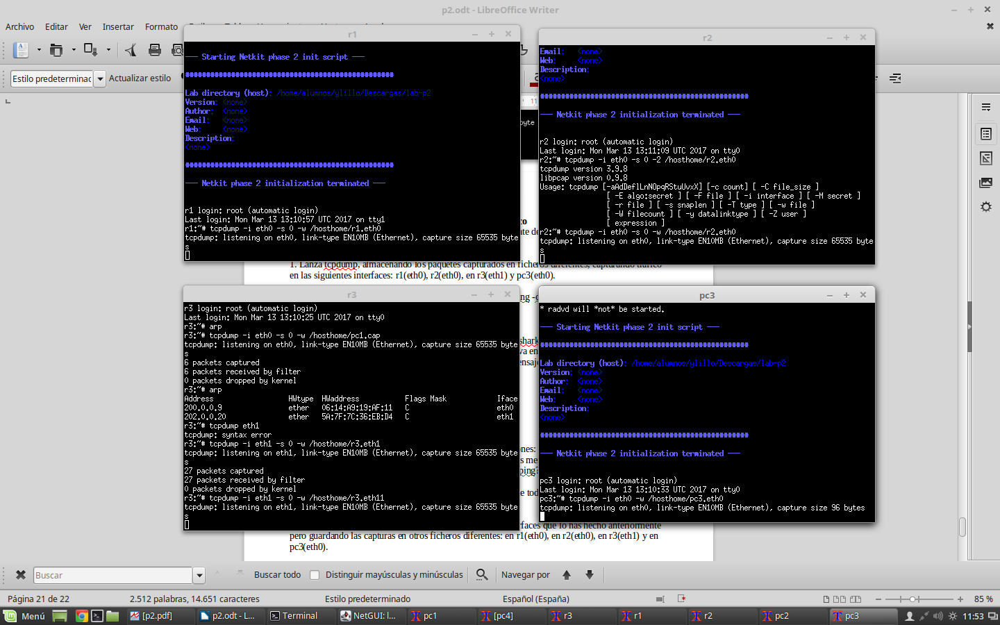 p2.odt - LibreOffice Writer
Archivo Editar Ver Insertar Formato
Estilo predeterminac Actualizar estilo
r1
--- Starting Netkit phase 2 init script ---
##################################################
Lab directory (host): /home/alumnos/ylillo/Descargas/lab-p2
Version: <none>
Author: <none>
Email: <none>
Web: <none>
Description:
<none>
##################################################
--- Netkit phase 2 initialization terminated ---
r1 login: root (automatic login)
Last login: Mon Mar 13 13:10:57 UTC 2017 on tty1
r1:~# tcpdump -i eth0 -s 0 -w /hosthome/r1.eth0
tcpdump: listening on eth0, link-type EN10MB (Ethernet), capture size 65535 byte
s
11
byte
r2
Email: <none>
Web: <none>
Description:
<none>
##################################################
--- Netkit phase 2 initialization terminated ---
r2 login: root (automatic login)
Last login: Mon Mar 13 13:11:09 UTC 2017 on tty0
r2:~# tcpdump -i eth0 -s 0 -2 /hosthome/r2.eth0
tcpdump version 3.9.8
libpcap version 0.9.8
Usage: tcpdump [-aAdDeflLnNOpqRStuUvxX] [-c count] [ -C file_size ]
[ -E algo:secret ] [ -F file ] [ -i interface ] [ -M secret ]
[ -r file ] [ -s snaplen ] [ -T type ] [ -w file ]
[ -W filecount ] [ -y datalinktype ] [ -Z user ]
[ expression ]
r2:~# tcpdump -i eth0 -s 0 -w /hosthome/r2.eth0
tcpdump: listening on eth0, link-type EN10MB (Ethernet), capture size 65535 byte
s
1. Lanza tcpdump, almacenando los paquetes capturados en ficheros diferentes, capturando tráfico
en las siguientes interfaces: r1(eth0), r2(eth0), en r3(eth1) y pc3(eth0).
r3
r3 login: root (automatic login)
Last login: Mon Mar 13 13:10:25 UTC 2017 on tty0
r3:~# arp
r3:~# tcpdump -i eth0 -s 0 -w /hosthome/pc1.cap
tcpdump: listening on eth0, link-type EN10MB (Ethernet), capture size 65535 byte
s
6 packets captured
6 packets received by filter
0 packets dropped by kernel
r3:~# arp
Address HWtype HWaddress Flags Mask Iface
200.0.0.9 ether 06:14:A9:19:AF:11 C eth0
202.0.0.20 ether 5A:7F:7C:36:EB:D4 C eth1
r3:~# tcpdump eth1
tcpdump: syntax error
r3:~# tcpdump -i eth1 -s 0 -w /hosthome/r3.eth1
tcpdump: listening on eth1, link-type EN10MB (Ethernet), capture size 65535 byte
s
27 packets captured
27 packets received by filter
0 packets dropped by kernel
r3:~# tcpdump -i eth1 -s 0 -w /hosthome/r3.eth11
tcpdump: listening on eth1, link-type EN10MB (Ethernet), capture size 65535 byte
s
pc3
* radvd will *not* be started.
--- Starting Netkit phase 2 init script ---
##################################################
Lab directory (host): /home/alumnos/ylillo/Descargas/lab-p2
Version: <none>
Author: <none>
Email: <none>
Web: <none>
Description:
<none>
##################################################
--- Netkit phase 2 initialization terminated ---
pc3 login: root (automatic login)
Last login: Mon Mar 13 13:10:33 UTC 2017 on tty0
pc3:~# tcpdump -i eth0 -w /hosthome/pc3.eth0
tcpdump: listening on eth0, link-type EN10MB (Ethernet), capture size 96 bytes
rfaces que lo has hecho anteriormente
pero guardando las capturas en otros ficheros diferentes: en r1(eth0), en r2(eth0), en r3(eth1) y en
pc3(eth0).
Buscar Buscar todo Distinguir mayúsculas y minúsculas Navegar por
Página 21 de 22 2.512 palabras, 14.651 caracteres Estilo predeterminado Español (España) 85 %
Menú [p2.pdf] p2.odt - L... Terminal NetGUI: l... pc1 [pc4] r3 r1 r2 pc2 pc3 11:53